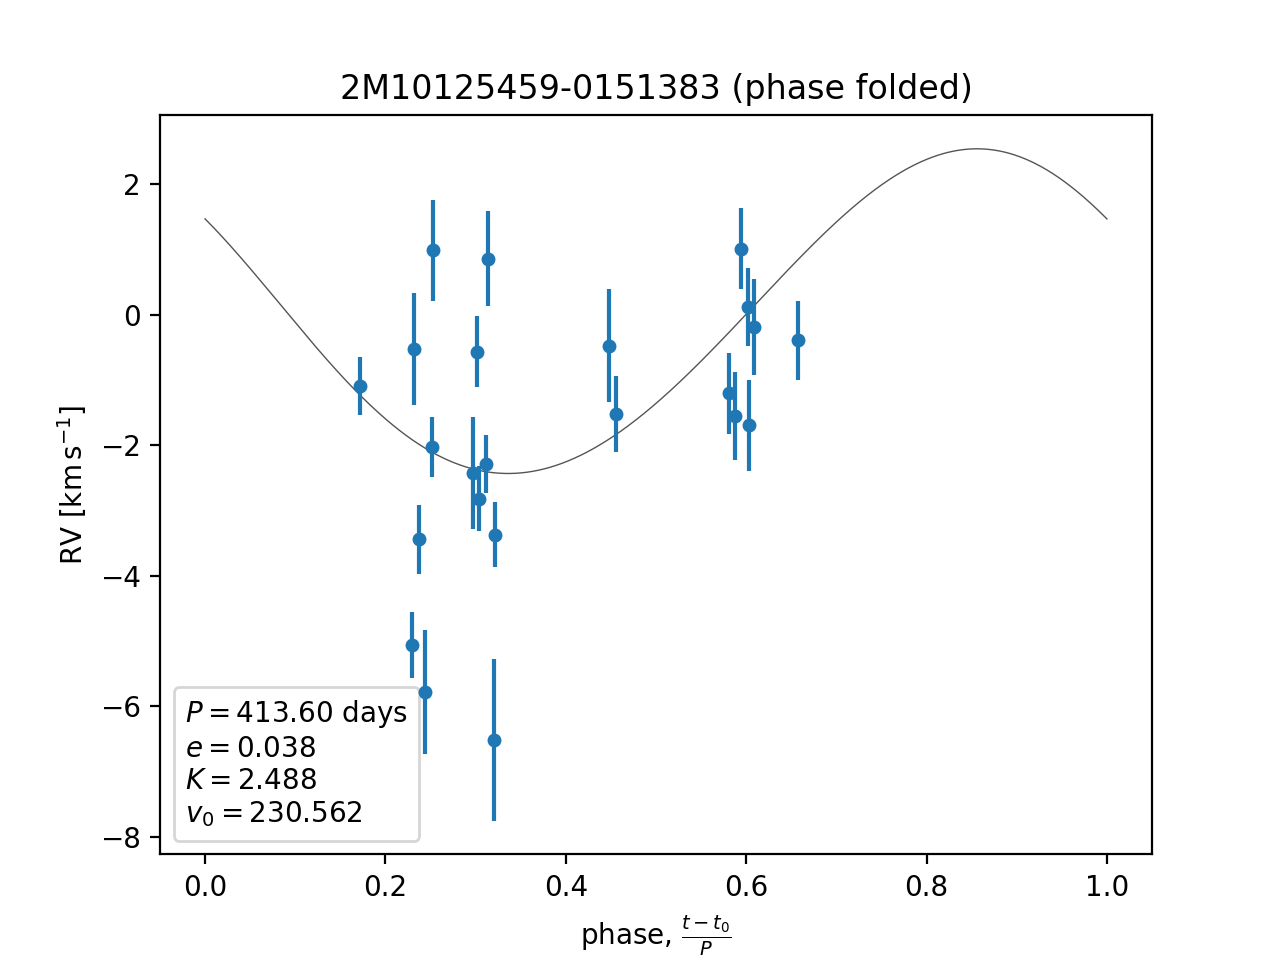 2M10125459-0151383 (phase folded)
RV [km s⁻¹]
2
0
−2
−4
−6
−8
P = 413.60 days
e = 0.038
K = 2.488
v₀ = 230.562
0.0 0.2 0.4 0.6 0.8 1.0
phase, (t − t₀)/P